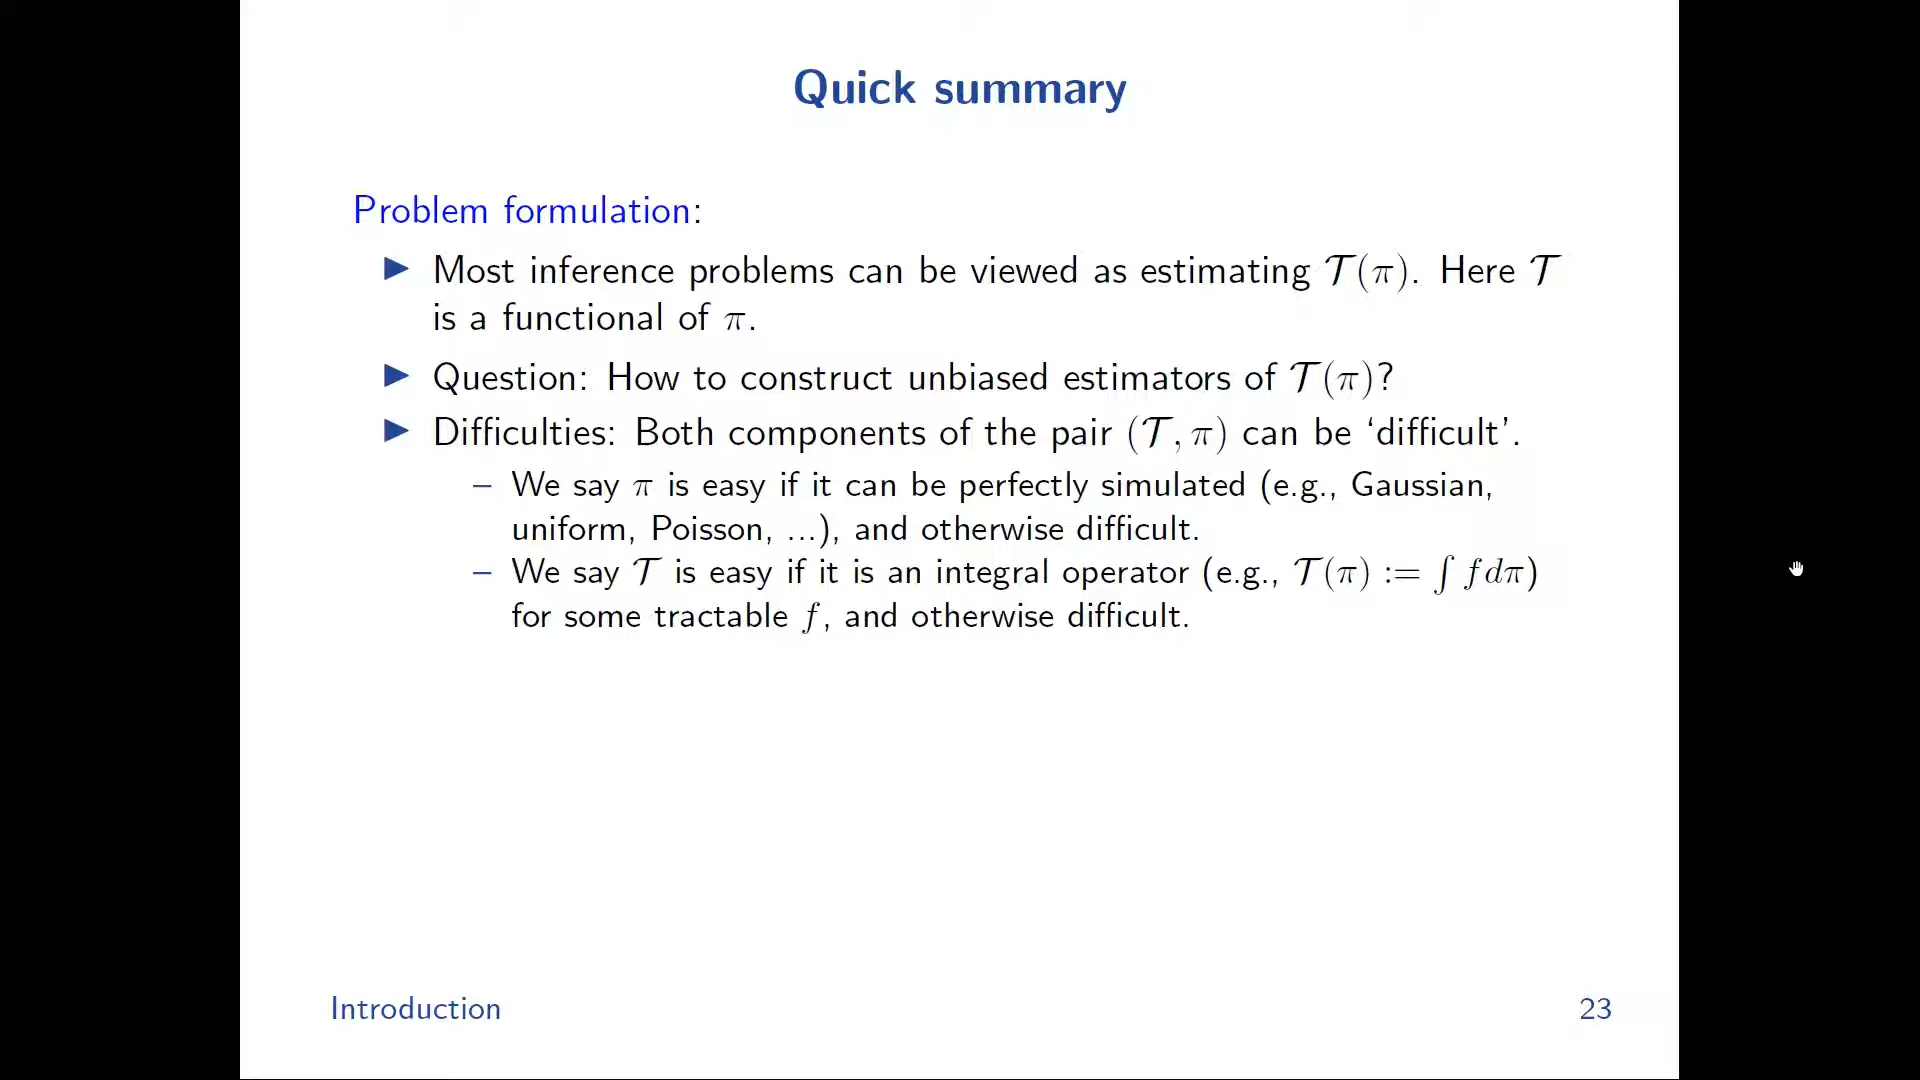 Quick summary
Problem formulation:
▶ Most inference problems can be viewed as estimating 𝒯(π). Here 𝒯
is a functional of π.
▶ Question: How to construct unbiased estimators of 𝒯(π)?
▶ Difficulties: Both components of the pair (𝒯, π) can be ‘difficult’.
– We say π is easy if it can be perfectly simulated (e.g., Gaussian,
uniform, Poisson, ...), and otherwise difficult.
– We say 𝒯 is easy if it is an integral operator (e.g., 𝒯(π) := ∫ fdπ)
for some tractable f, and otherwise difficult.
Introduction
23